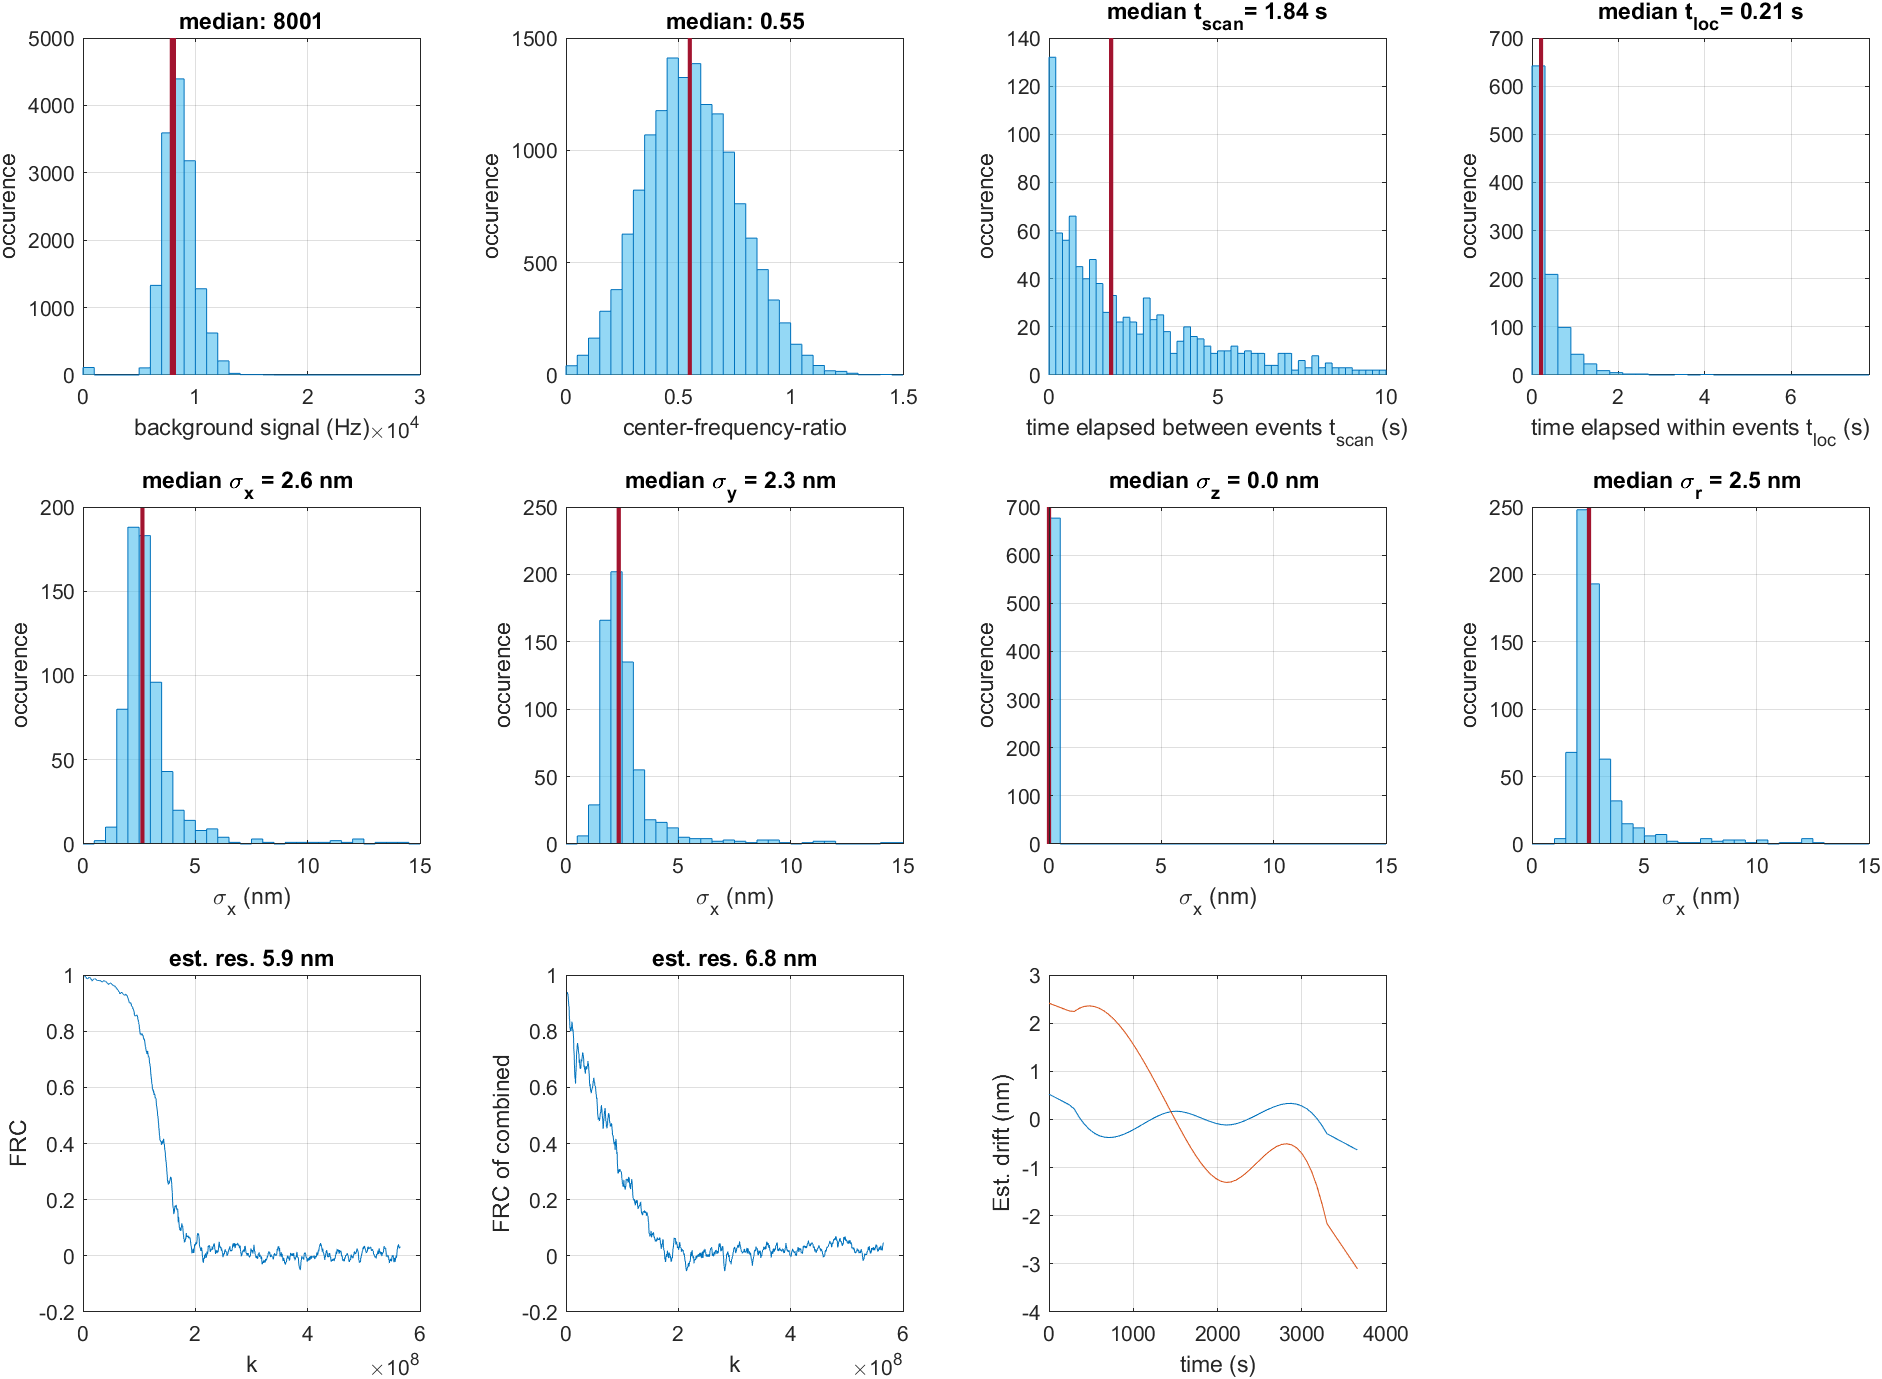 median: 8001
5000
4000
3000
2000
1000
0
occurence
0 1 2 3
background signal (Hz) ×10⁴
median: 0.55
1500
1000
500
0
occurence
0 0.5 1 1.5
center-frequency-ratio
median t_scan = 1.84 s
140
120
100
80
60
40
20
0
occurence
0 5 10
time elapsed between events t_scan (s)
median t_loc = 0.21 s
700
600
500
400
300
200
100
0
occurence
0 2 4 6
time elapsed within events t_loc (s)
median σ_x = 2.6 nm
200
150
100
50
0
occurence
0 5 10 15
σ_x (nm)
median σ_y = 2.3 nm
250
200
150
100
50
0
occurence
0 5 10 15
σ_x (nm)
median σ_z = 0.0 nm
700
600
500
400
300
200
100
0
occurence
0 5 10 15
σ_x (nm)
median σ_r = 2.5 nm
250
200
150
100
50
0
occurence
0 5 10 15
σ_x (nm)
est. res. 5.9 nm
1
0.8
0.6
0.4
0.2
0
-0.2
FRC
0 2 4 6
k ×10⁸
est. res. 6.8 nm
1
0.8
0.6
0.4
0.2
0
-0.2
FRC of combined
0 2 4 6
k ×10⁸
3
2
1
0
-1
-2
-3
-4
Est. drift (nm)
0 1000 2000 3000 4000
time (s)